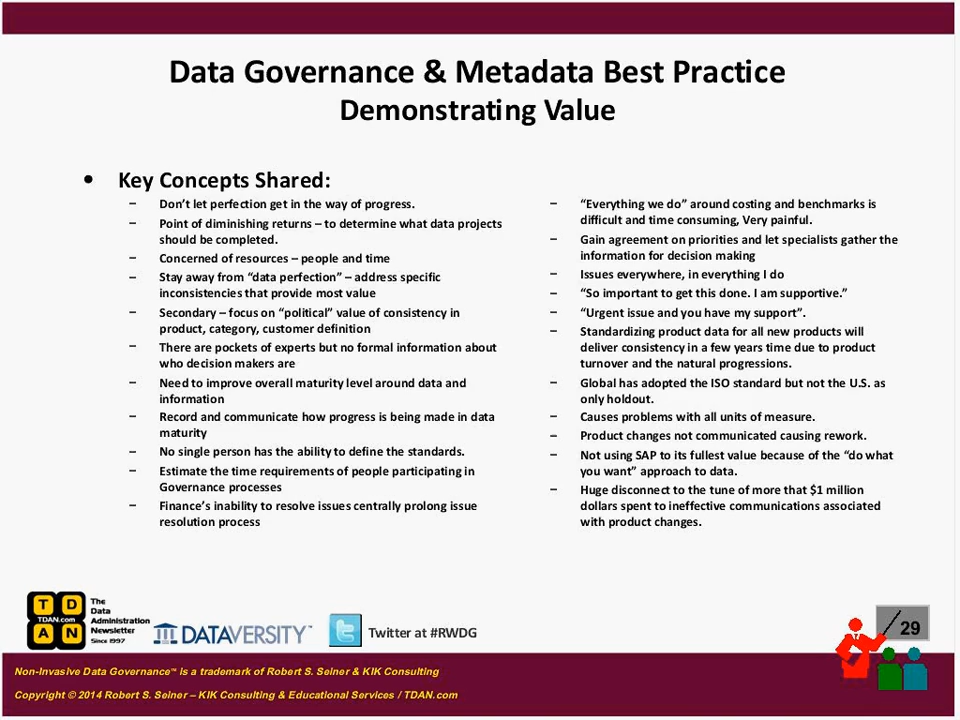 Data Governance & Metadata Best Practice
Demonstrating Value
• Key Concepts Shared:
– Don’t let perfection get in the way of progress.
– Point of diminishing returns – to determine what data projects
should be completed.
– Concerned of resources – people and time
– Stay away from “data perfection” – address specific
inconsistencies that provide most value
– Secondary – focus on “political” value of consistency in
product, category, customer definition
– There are pockets of experts but no formal information about
who decision makers are
– Need to improve overall maturity level around data and
information
– Record and communicate how progress is being made in data
maturity
– No single person has the ability to define the standards.
– Estimate the time requirements of people participating in
Governance processes
– Finance’s inability to resolve issues centrally prolong issue
resolution process
– “Everything we do” around costing and benchmarks is
difficult and time consuming, Very painful.
– Gain agreement on priorities and let specialists gather the
information for decision making
– Issues everywhere, in everything I do
– “So important to get this done. I am supportive.”
– “Urgent issue and you have my support”.
– Standardizing product data for all new products will
deliver consistency in a few years time due to product
turnover and the natural progressions.
– Global has adopted the ISO standard but not the U.S. as
only holdout.
– Causes problems with all units of measure.
– Product changes not communicated causing rework.
– Not using SAP to its fullest value because of the “do what
you want” approach to data.
– Huge disconnect to the tune of more that $1 million
dollars spent to ineffective communications associated
with product changes.
T D
TDAN.com
A N
The
Data
Administration
Newsletter
Since 1997
DATAVERSITY™
Twitter at #RWDG
29
Non-Invasive Data Governance™ is a trademark of Robert S. Seiner & KIK Consulting
Copyright © 2014 Robert S. Seiner – KIK Consulting & Educational Services / TDAN.com